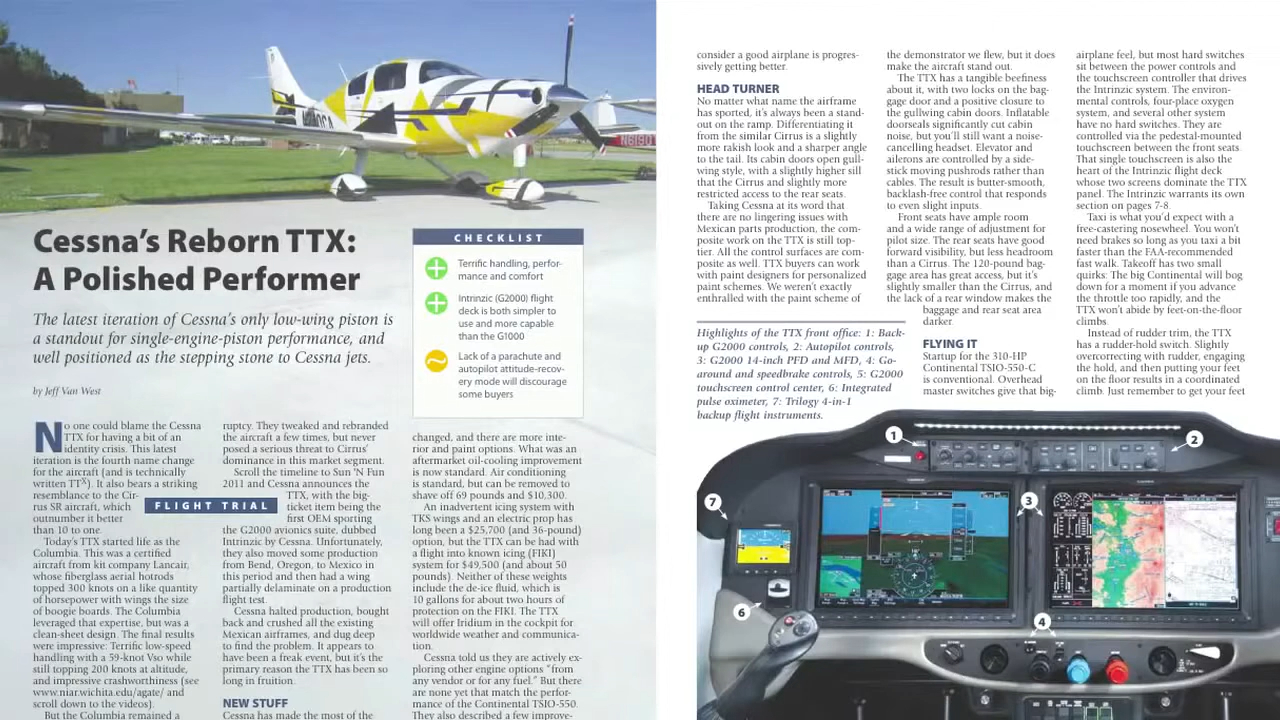 Cessna's Reborn TTX:
A Polished Performer
The latest iteration of Cessna's only low-wing piston is
a standout for single-engine-piston performance, and
well positioned as the stepping stone to Cessna jets.
by Jeff Van West
CHECKLIST
Terrific handling, perfor-
mance and comfort
Intrinzic (G2000) flight
deck is both simpler to
use and more capable
than the G1000
Lack of a parachute and
autopilot attitude-recov-
ery mode will discourage
some buyers
No one could blame the Cessna
TTX for having a bit of an
identity crisis. This latest
iteration is the fourth name change
for the aircraft (and is technically
written TTX). It also bears a striking
resemblance to the Cir-
rus SR aircraft, which
outnumber it better
than 10 to one.
Today's TTX started life as the
Columbia. This was a certified
aircraft from kit company Lancair,
whose fiberglass aerial hotrods
topped 300 knots on a like quantity
of horsepower with wings the size
of boogie boards. The Columbia
leveraged that expertise, but was a
clean-sheet design. The final results
were impressive: Terrific low-speed
handling with a 59-knot Vso while
still topping 200 knots at altitude,
and impressive crashworthiness (see
www.niar.wichita.edu/agate/ and
scroll down to the videos).
But the Columbia remained a
FLIGHT TRIAL
ruptcy. They tweaked and rebranded
the aircraft a few times, but never
posed a serious threat to Cirrus'
dominance in this market segment.
Scroll the timeline to Sun 'N Fun
2011 and Cessna announces the
TTX, with the big-
ticket item being the
first OEM sporting
the G2000 avionics suite, dubbed
Intrinzic by Cessna. Unfortunately,
they also moved some production
from Bend, Oregon, to Mexico in
this period and then had a wing
partially delaminate on a production
flight test.
Cessna halted production, bought
back and crushed all the existing
Mexican airframes, and dug deep
to find the problem. It appears to
have been a freak event, but it's the
primary reason the TTX has been so
long in fruition.
NEW STUFF
Cessna has made the most of the
changed, and there are more inte-
rior and paint options. What was an
aftermarket oil-cooling improvement
is now standard. Air conditioning
is standard, but can be removed to
shave off 69 pounds and $10,300.
An inadvertent icing system with
TKS wings and an electric prop has
long been a $25,700 (and 36-pound)
option, but the TTX can be had with
a flight into known icing (FIKI)
system for $49,500 (and about 50
pounds). Neither of these weights
include the de-ice fluid, which is
10 gallons for about two hours of
protection on the FIKI. The TTX
will offer Iridium in the cockpit for
worldwide weather and communica-
tion.
Cessna told us they are actively ex-
ploring other engine options "from
any vendor or for any fuel." But there
are none yet that match the perfor-
mance of the Continental TSIO-550.
They also described a few improve-
consider a good airplane is progres-
sively getting better.
HEAD TURNER
No matter what name the airframe
has sported, it's always been a stand-
out on the ramp. Differentiating it
from the similar Cirrus is a slightly
more rakish look and a sharper angle
to the tail. Its cabin doors open gull-
wing style, with a slightly higher sill
that the Cirrus and slightly more
restricted access to the rear seats.
Taking Cessna at its word that
there are no lingering issues with
Mexican parts production, the com-
posite work on the TTX is still top-
tier. All the control surfaces are com-
posite as well. TTX buyers can work
with paint designers for personalized
paint schemes. We weren't exactly
enthralled with the paint scheme of
Highlights of the TTX front office: 1: Back-
up G2000 controls, 2: Autopilot controls,
3: G2000 14-inch PFD and MFD, 4: Go-
around and speedbrake controls, 5: G2000
touchscreen control center, 6: Integrated
pulse oximeter, 7: Trilogy 4-in-1
backup flight instruments.
the demonstrator we flew, but it does
make the aircraft stand out.
The TTX has a tangible beefiness
about it, with two locks on the bag-
gage door and a positive closure to
the gullwing cabin doors. Inflatable
doorseals significantly cut cabin
noise, but you'll still want a noise-
cancelling headset. Elevator and
ailerons are controlled by a side-
stick moving pushrods rather than
cables. The result is butter-smooth,
backlash-free control that responds
to even slight inputs.
Front seats have ample room
and a wide range of adjustment for
pilot size. The rear seats have good
forward visibility, but less headroom
than a Cirrus. The 120-pound bag-
gage area has great access, but it's
slightly smaller than the Cirrus, and
the lack of a rear window makes the
baggage and rear seat area
darker.
FLYING IT
Startup for the 310-HP
Continental TSIO-550-C
is conventional. Overhead
master switches give that big-
airplane feel, but most hard switches
sit between the power controls and
the touchscreen controller that drives
the Intrinzic system. The environ-
mental controls, four-place oxygen
system, and several other system
have no hard switches. They are
controlled via the pedestal-mounted
touchscreen between the front seats.
That single touchscreen is also the
heart of the Intrinzic flight deck
whose two screens dominate the TTX
panel. The Intrinzic warrants its own
section on pages 7-8.
Taxi is what you'd expect with a
free-castering nosewheel. You won't
need brakes so long as you taxi a bit
faster than the FAA-recommended
fast walk. Takeoff has two small
quirks: The big Continental will bog
down for a moment if you advance
the throttle too rapidly, and the
TTX won't abide by feet-on-the-floor
climbs.
Instead of rudder trim, the TTX
has a rudder-hold switch. Slightly
overcorrecting with rudder, engaging
the hold, and then putting your feet
on the floor results in a coordinated
climb. Just remember to get your feet
1
2
3
7
6
4